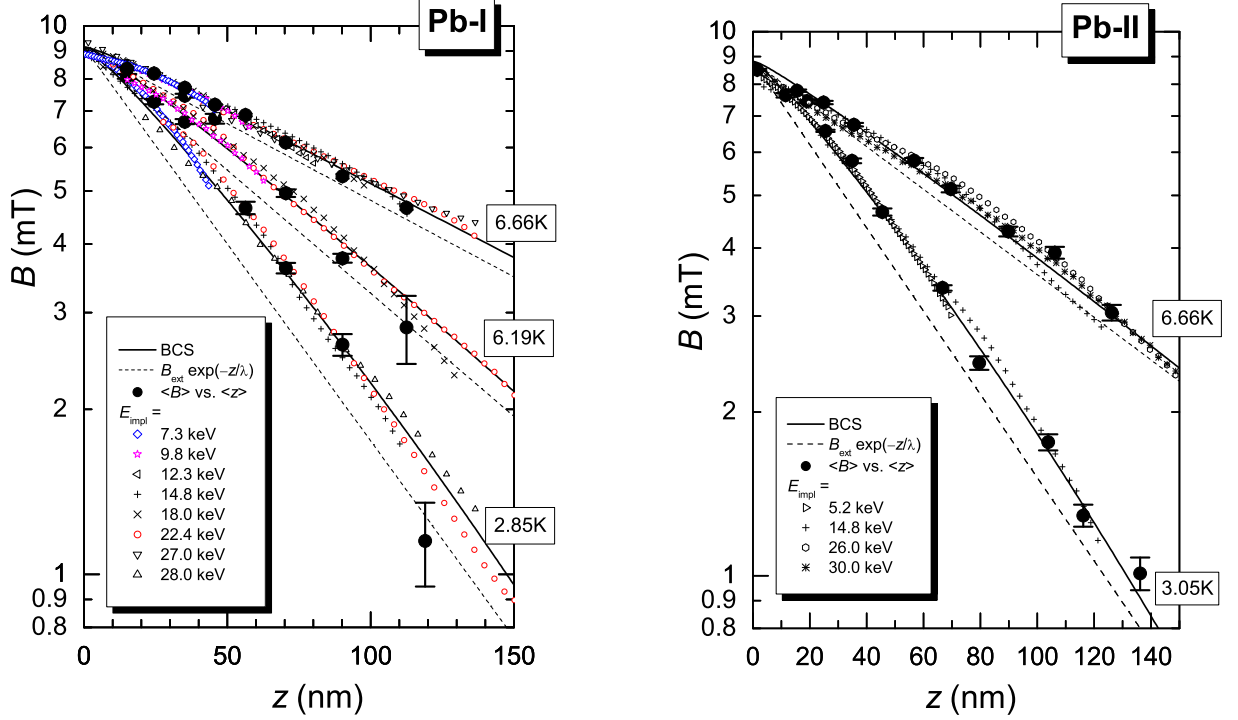 Pb-I
B (mT)
10
9
8
7
6
5
4
3
2
1
0.9
0.8
6.66K
6.19K
2.85K
BCS
B_ext exp(−z/λ)
<B> vs. <z>
E_impl =
7.3 keV
9.8 keV
12.3 keV
14.8 keV
18.0 keV
22.4 keV
27.0 keV
28.0 keV
0 50 100 150
z (nm)
Pb-II
B (mT)
10
9
8
7
6
5
4
3
2
1
0.9
0.8
6.66K
3.05K
BCS
B_ext exp(−z/λ)
<B> vs. <z>
E_impl =
5.2 keV
14.8 keV
26.0 keV
30.0 keV
0 20 40 60 80 100 120 140
z (nm)